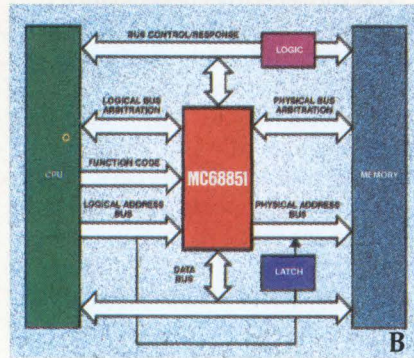 BUS CONTROL/RESPONSE
LOGIC
LOGICAL BUS
ARBITRATION
PHYSICAL BUS
ARBITRATION
CPU
FUNCTION CODE
MC68851
MEMORY
LOGICAL ADDRESS
BUS
PHYSICAL ADDRESS
BUS
DATA
BUS
LATCH
B